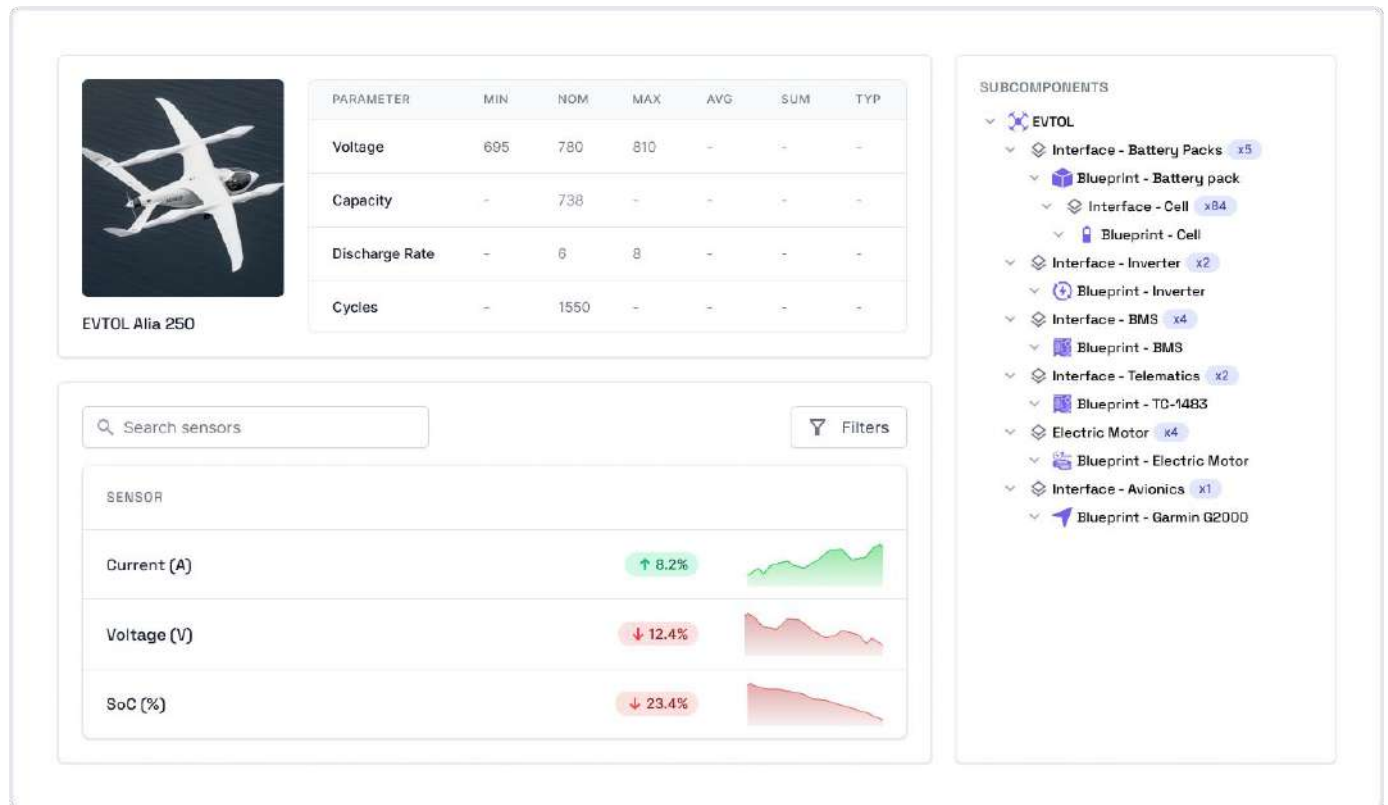 PARAMETER MIN NOM MAX AVG SUM TYP
Voltage 695 780 810 - - -
Capacity - 738 - - - -
Discharge Rate - 6 8 - - -
Cycles - 1550 - - - -
EVTOL Alia 250
Search sensors
Filters
SENSOR
Current (A) ↑ 8.2%
Voltage (V) ↓ 12.4%
SoC (%) ↓ 23.4%
SUBCOMPONENTS
EVTOL
Interface - Battery Packs x5
Blueprint - Battery pack
Interface - Cell x84
Blueprint - Cell
Interface - Inverter x2
Blueprint - Inverter
Interface - BMS x4
Blueprint - BMS
Interface - Telematics x2
Blueprint - TC-1483
Electric Motor x4
Blueprint - Electric Motor
Interface - Avionics x1
Blueprint - Garmin G2000